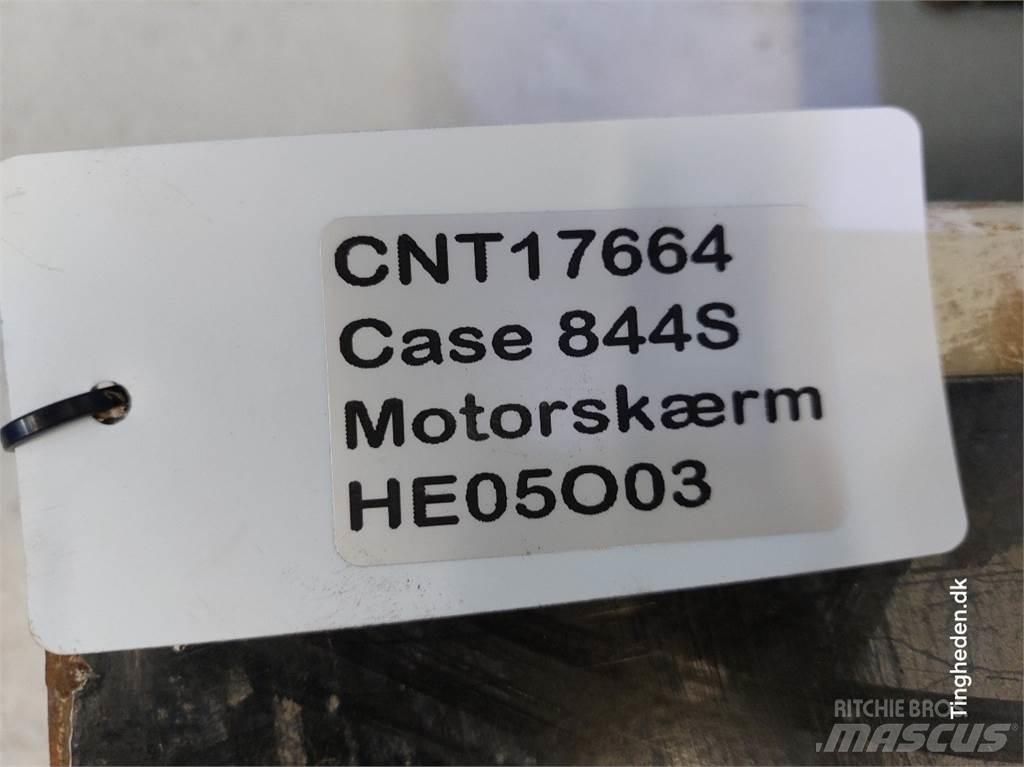 CNT17664
Case 844S
Motorskærm
HE05O03
Tingheden.dk
RITCHIE BROS
MASCUS